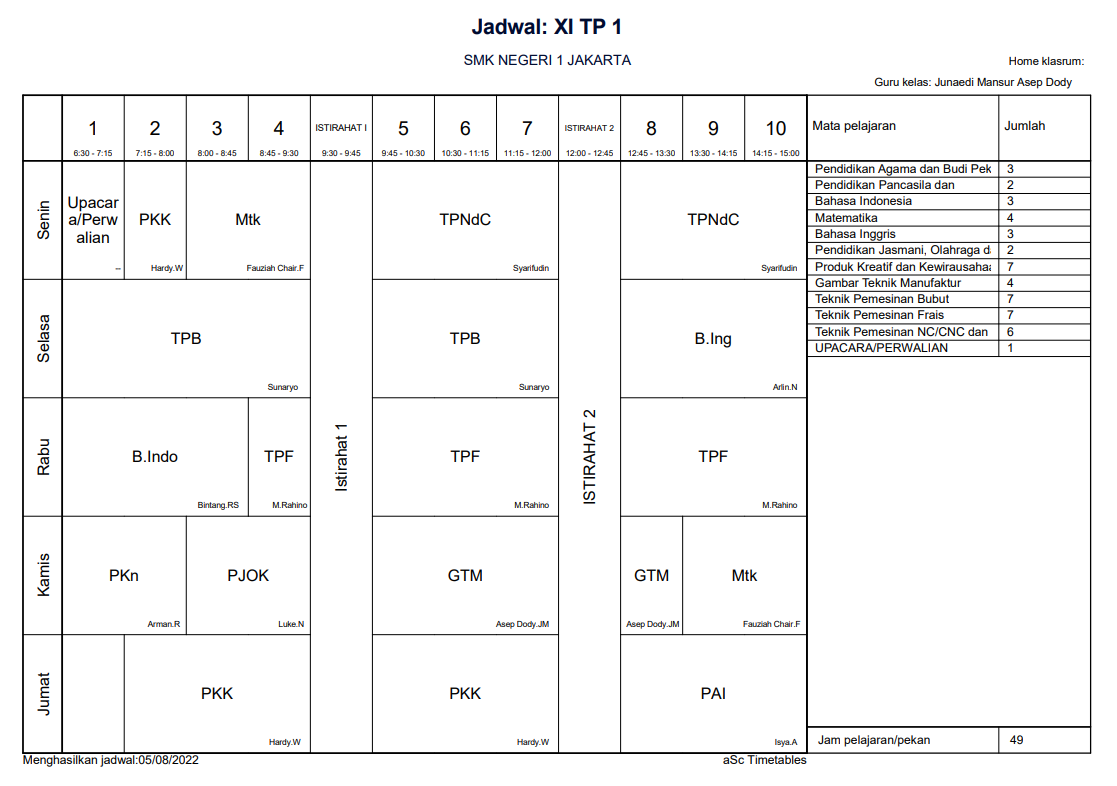 Jadwal: XI TP 1
SMK NEGERI 1 JAKARTA
Home klasrum:
Guru kelas: Junaedi Mansur Asep Dody
1 2 3 4 ISTIRAHAT I 5 6 7 ISTIRAHAT 2 8 9 10 Mata pelajaran Jumlah
6:30 - 7:15 7:15 - 8:00 8:00 - 8:45 8:45 - 9:30 9:30 - 9:45 9:45 - 10:30 10:30 - 11:15 11:15 - 12:00 12:00 - 12:45 12:45 - 13:30 13:30 - 14:15 14:15 - 15:00
Senin
Upacar
a/Perw
alian
--
PKK
Hardy.W
Mtk
Fauziah Chair.F
TPNdC
Syarifudin
TPNdC
Syarifudin
Selasa
TPB
Sunaryo
TPB
Sunaryo
B.Ing
Arlin.N
Rabu
B.Indo
Bintang.RS
TPF
M.Rahino
TPF
M.Rahino
TPF
M.Rahino
Kamis
PKn
Arman.R
PJOK
Luke.N
GTM
Asep Dody.JM
GTM
Asep Dody.JM
Mtk
Fauziah Chair.F
Jumat
PKK
Hardy.W
PKK
Hardy.W
PAI
Isya.A
Istirahat 1
ISTIRAHAT 2
Pendidikan Agama dan Budi Pek 3
Pendidikan Pancasila dan 2
Bahasa Indonesia 3
Matematika 4
Bahasa Inggris 3
Pendidikan Jasmani, Olahraga da 2
Produk Kreatif dan Kewirausahaa 7
Gambar Teknik Manufaktur 4
Teknik Pemesinan Bubut 7
Teknik Pemesinan Frais 7
Teknik Pemesinan NC/CNC dan 6
UPACARA/PERWALIAN 1
Jam pelajaran/pekan 49
Menghasilkan jadwal:05/08/2022
aSc Timetables